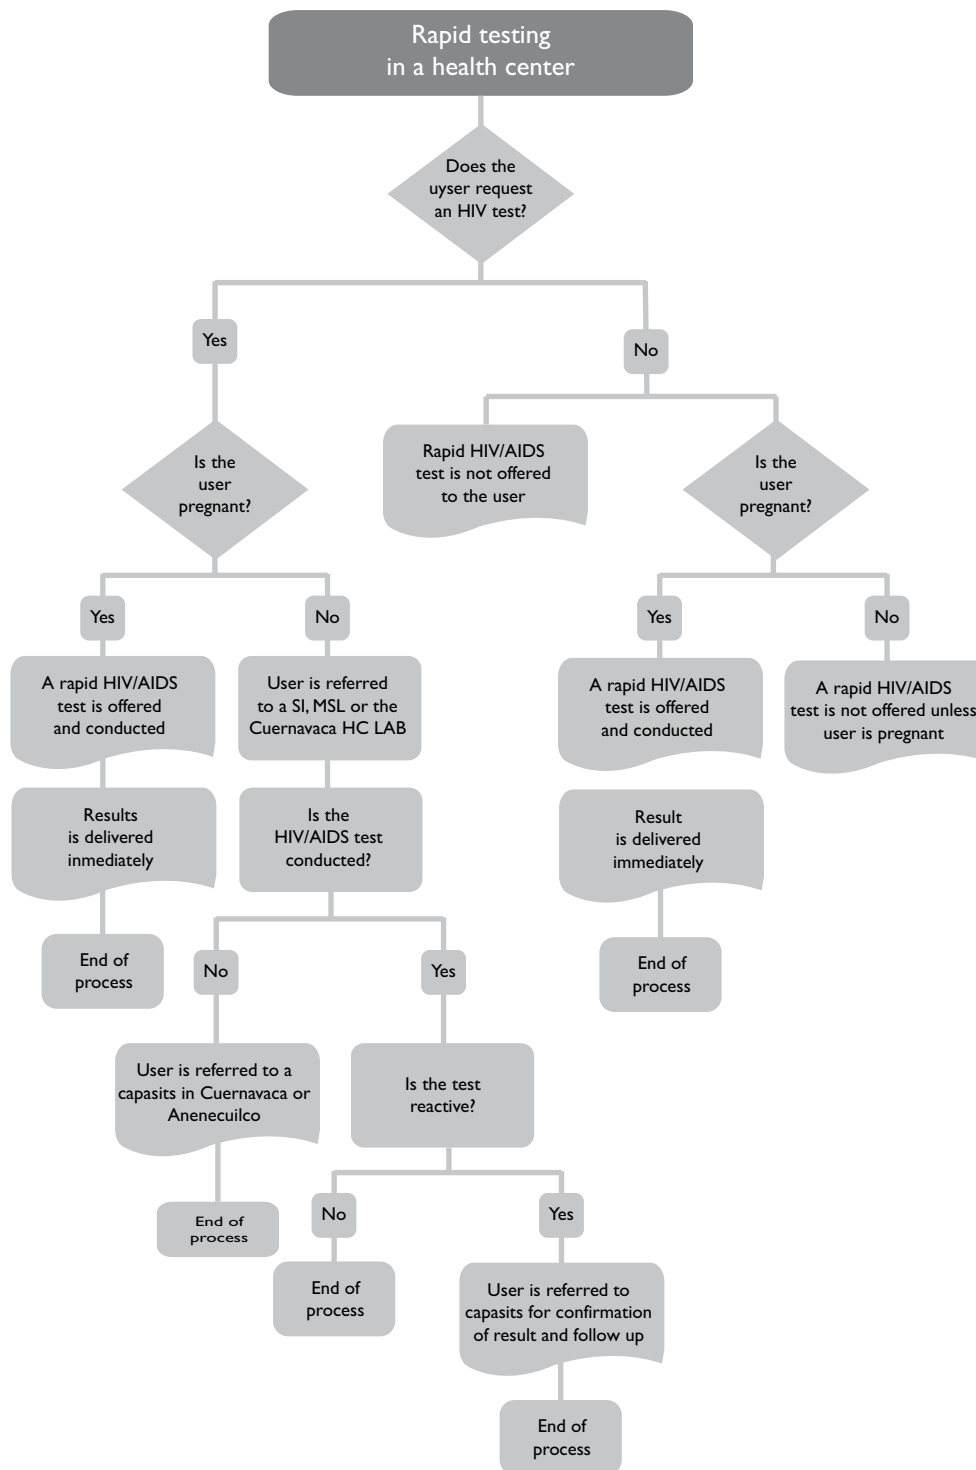 Rapid testing
in a health center
Does the
uyser request
an HIV test?
Yes
No
Is the
user
pregnant?
Rapid HIV/AIDS
test is not offered
to the user
Is the
user
pregnant?
Yes
No
Yes
No
A rapid HIV/AIDS
test is offered
and conducted
User is referred
to a SI, MSL or the
Cuernavaca HC LAB
A rapid HIV/AIDS
test is offered
and conducted
A rapid HIV/AIDS
test is not offered unless
user is pregnant
Results
is delivered
inmediately
Is the
HIV/AIDS test
conducted?
Result
is delivered
immediately
End of
process
No
Yes
End of
process
User is referred to a
capasits in Cuernavaca or
Anenecuilco
Is the test
reactive?
End of
process
No
Yes
End of
process
User is referred to
capasits for confirmation
of result and follow up
End of
process